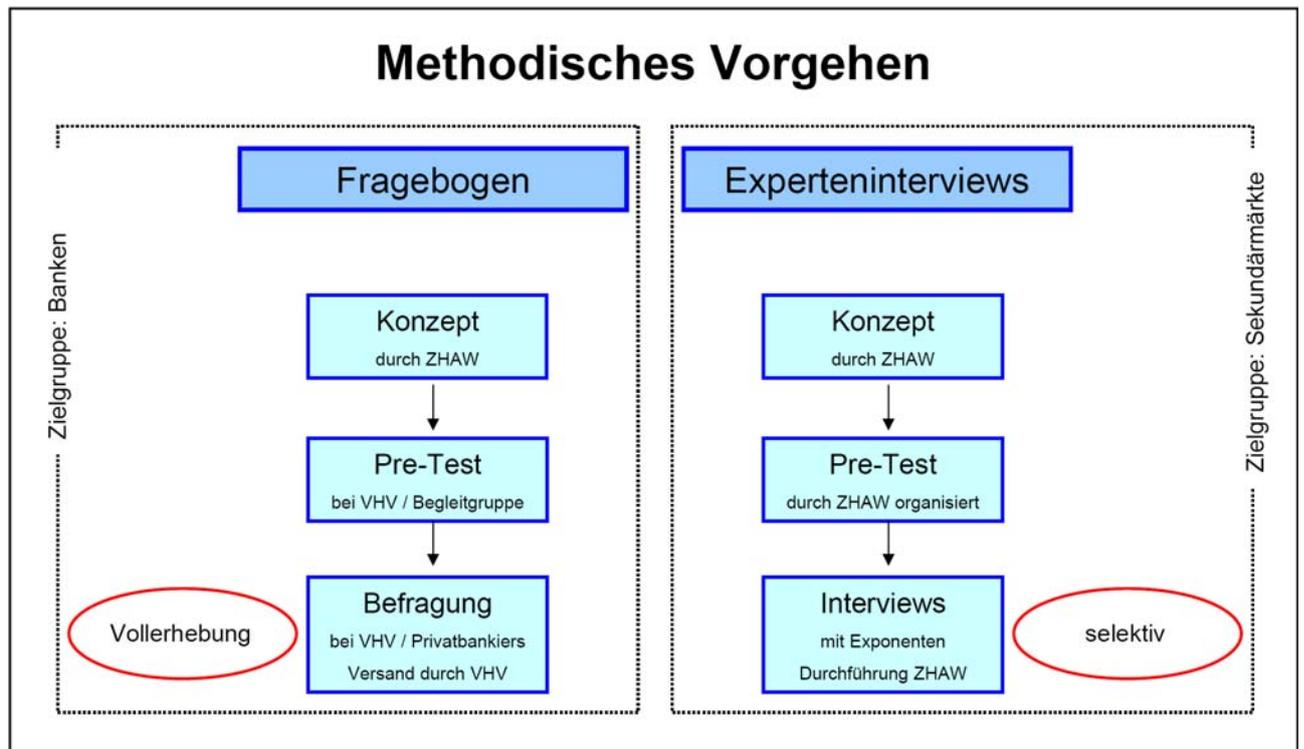 Methodisches Vorgehen
Zielgruppe: Banken
Fragebogen
Konzept
durch ZHAW
Pre-Test
bei VHV / Begleitgruppe
Befragung
bei VHV / Privatbankiers
Versand durch VHV
Vollerhebung
Experteninterviews
Konzept
durch ZHAW
Pre-Test
durch ZHAW organisiert
Interviews
mit Exponenten
Durchführung ZHAW
selektiv
Zielgruppe: Sekundärmärkte